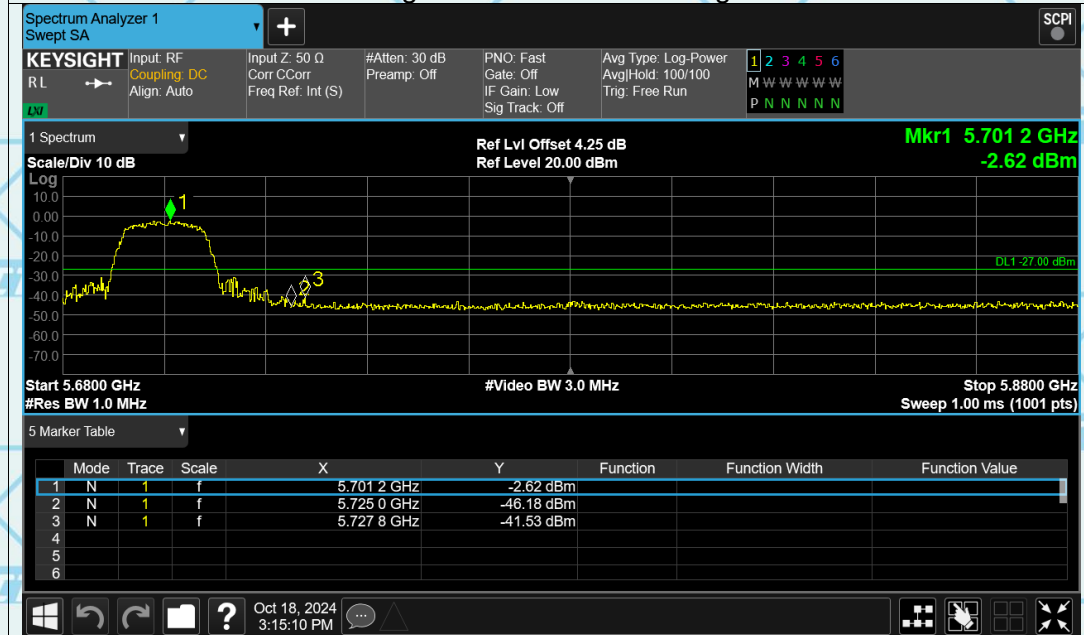 Spectrum Analyzer 1
Swept SA
+
SCPI
KEYSIGHT
RL
LXI
Input: RF
Coupling: DC
Align: Auto
Input Z: 50 Ω
Corr CCorr
Freq Ref: Int (S)
#Atten: 30 dB
Preamp: Off
PNO: Fast
Gate: Off
IF Gain: Low
Sig Track: Off
Avg Type: Log-Power
Avg|Hold: 100/100
Trig: Free Run
1 2 3 4 5 6
M W W W W W
P N N N N N
1 Spectrum
Scale/Div 10 dB
Ref Lvl Offset 4.25 dB
Ref Level 20.00 dBm
Mkr1 5.701 2 GHz
-2.62 dBm
Log
10.0
0.00
-10.0
-20.0
-30.0
-40.0
-50.0
-60.0
-70.0
1
2
3
DL1 -27.00 dBm
Start 5.6800 GHz
#Video BW 3.0 MHz
Stop 5.8800 GHz
#Res BW 1.0 MHz
Sweep 1.00 ms (1001 pts)
5 Marker Table
Mode Trace Scale X Y Function Function Width Function Value
1 N 1 f 5.701 2 GHz -2.62 dBm
2 N 1 f 5.725 0 GHz -46.18 dBm
3 N 1 f 5.727 8 GHz -41.53 dBm
4
5
6
?
Oct 18, 2024
3:15:10 PM